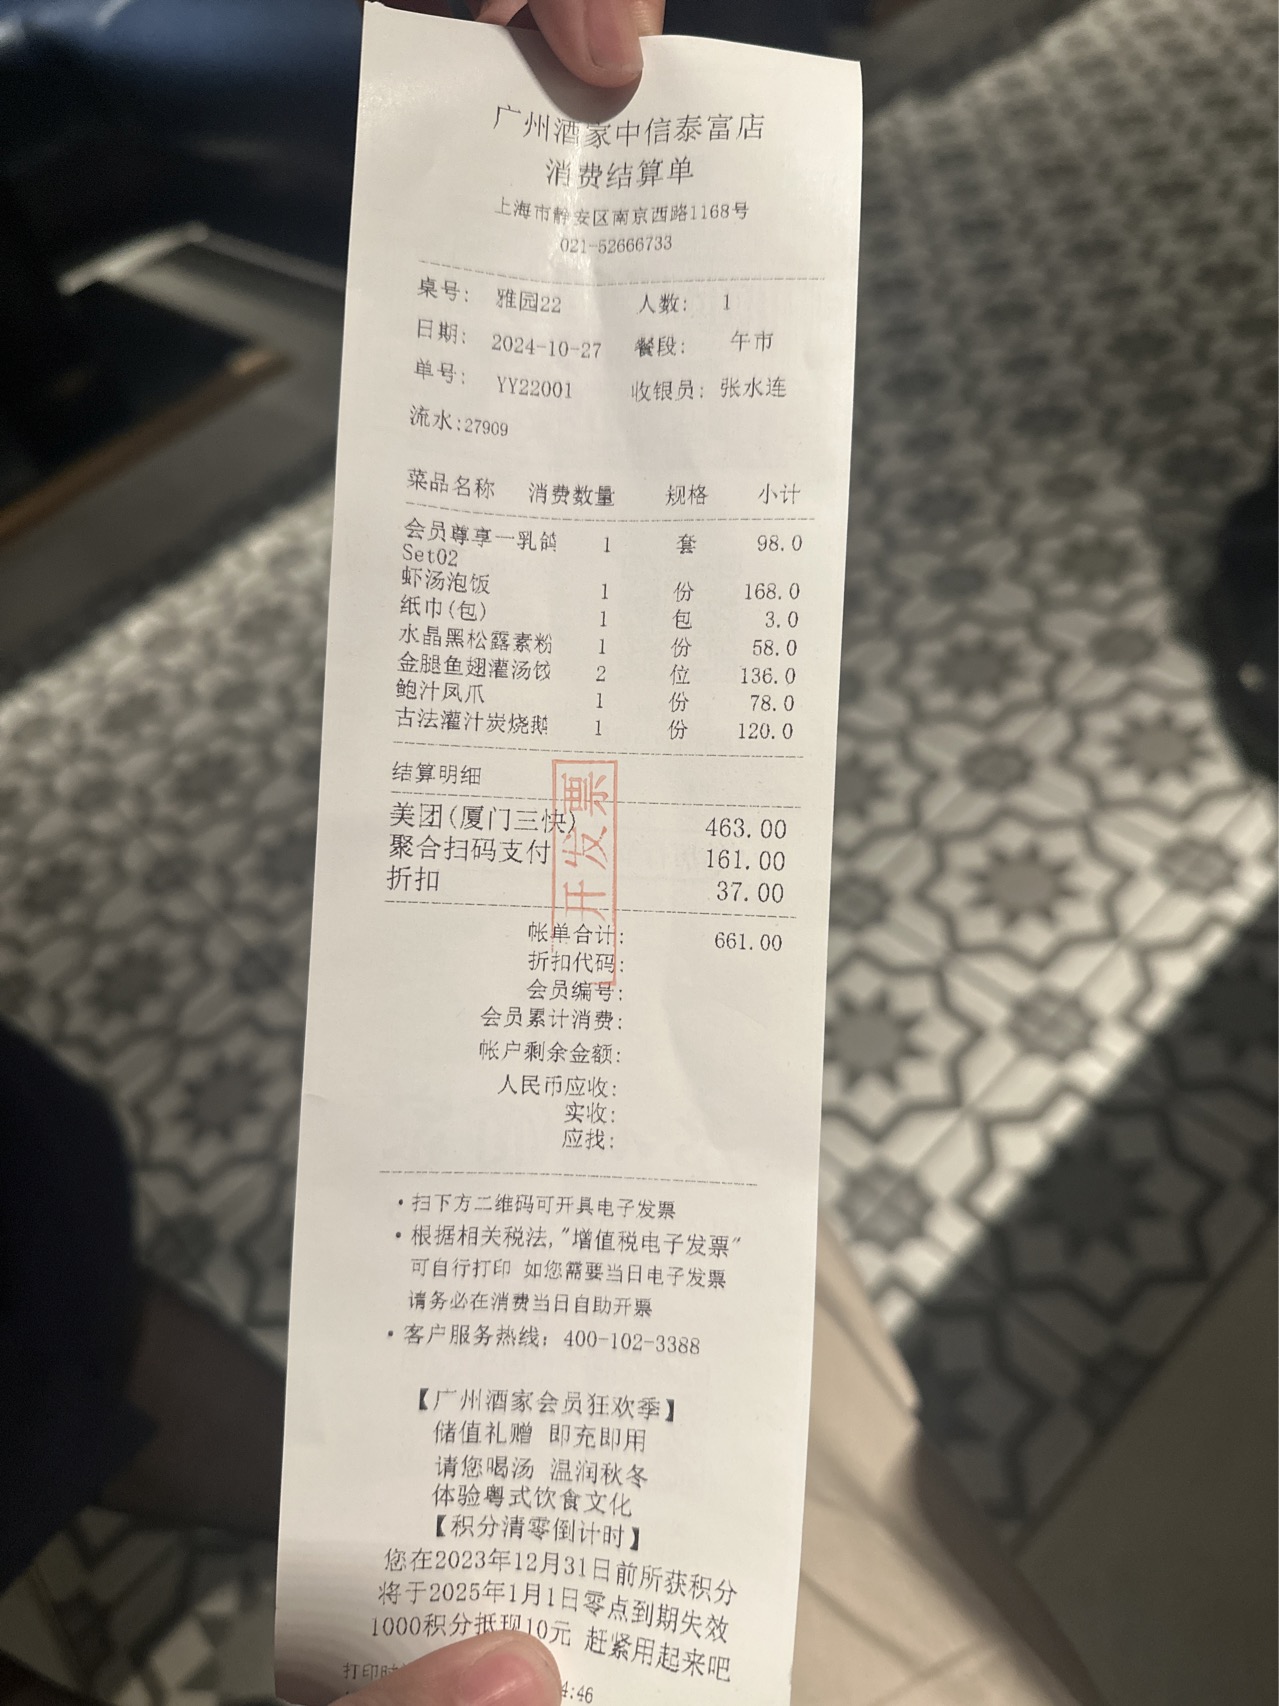 广州酒家中信泰富店
消费结算单
上海市静安区南京西路1168号
021-52666733
桌号: 雅园22 人数: 1
日期: 2024-10-27 餐段: 午市
单号: YY22001 收银员: 张水连
流水:27909
菜品名称 消费数量 规格 小计
会员尊享一乳鸽 1 套 98.0
Set02
虾汤泡饭 1 份 168.0
纸巾(包) 1 包 3.0
水晶黑松露素粉 1 份 58.0
金腿鱼翅灌汤饺 2 位 136.0
鲍汁凤爪 1 份 78.0
古法灌汁炭烧鹅 1 份 120.0
结算明细
美团(厦门三快) 463.00
聚合扫码支付 161.00
折扣 37.00
开发票
帐单合计: 661.00
折扣代码:
会员编号:
会员累计消费:
帐户剩余金额:
人民币应收:
实收:
应找:
·扫下方二维码可开具电子发票
·根据相关税法,"增值税电子发票"
可自行打印 如您需要当日电子发票
请务必在消费当日自助开票
·客户服务热线: 400-102-3388
【广州酒家会员狂欢季】
储值礼赠 即充即用
请您喝汤 温润秋冬
体验粤式饮食文化
【积分清零倒计时】
您在2023年12月31日前所获积分
将于2025年1月1日零点到期失效
1000积分抵现10元 赶紧用起来吧
打印时 4:46